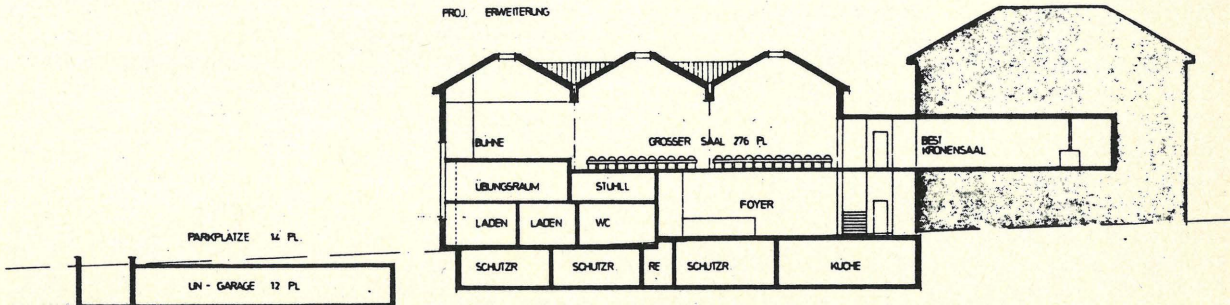 PROJ. ERWEITERUNG
BÜHNE
GROSSER SAAL 276 PL
BEST
KRONENSAAL
ÜBUNGSRAUM
STUHLL
FOYER
LADEN
LADEN
WC
PARKPLÄTZE 14 PL.
SCHUTZR
SCHUTZR
RE
SCHUTZR
KÜCHE
UN - GARAGE 12 PL